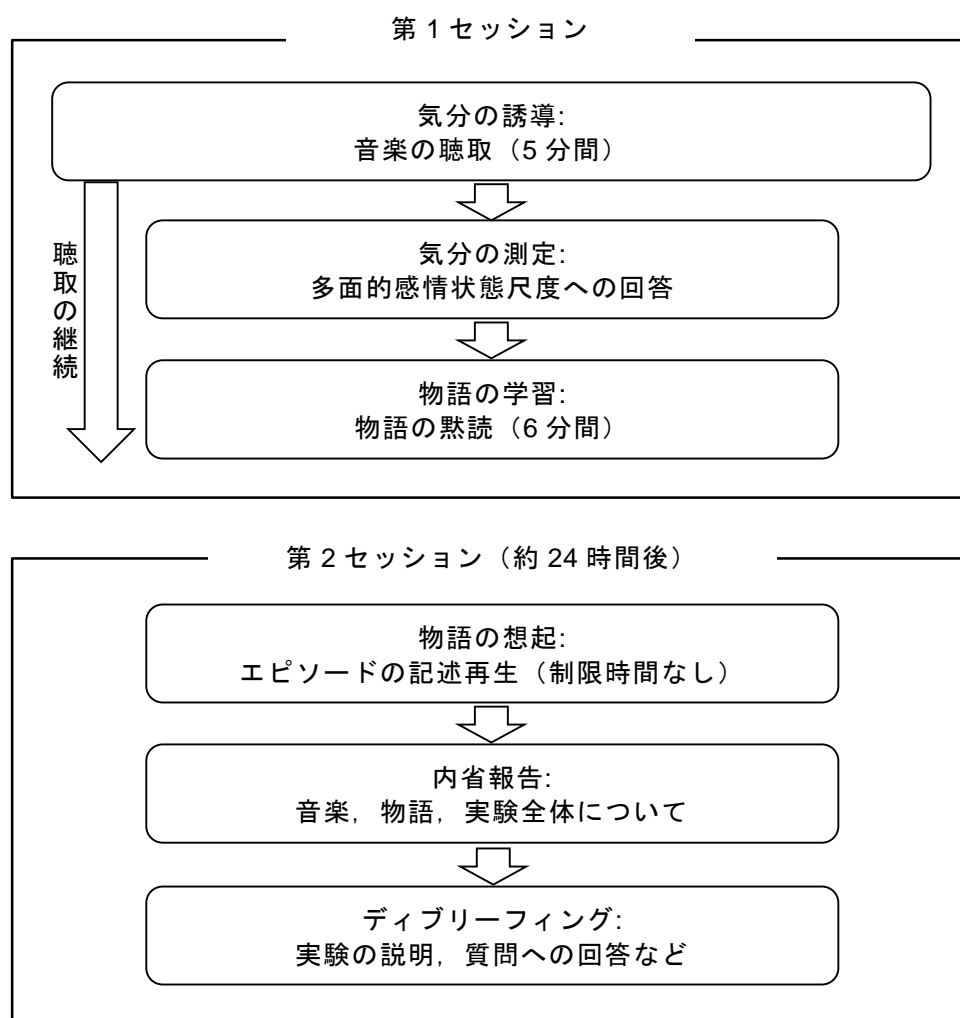 第 1 セッション
気分の誘導:
音楽の聴取（5 分間）
聴取の継続
気分の測定:
多面的感情状態尺度への回答
物語の学習:
物語の黙読（6 分間）
第 2 セッション（約 24 時間後）
物語の想起:
エピソードの記述再生（制限時間なし）
内省報告:
音楽，物語，実験全体について
ディブリーフィング:
実験の説明，質問への回答など